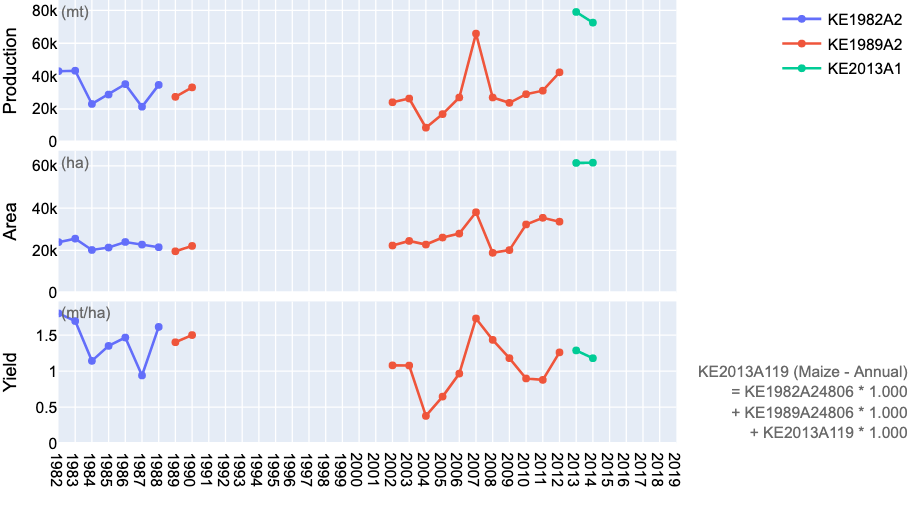 Production
(mt)
80k
60k
40k
20k
0
Area
(ha)
60k
40k
20k
0
Yield
(mt/ha)
1.5
1
0.5
0
1982
1983
1984
1985
1986
1987
1988
1989
1990
1991
1992
1993
1994
1995
1996
1997
1998
1999
2000
2001
2002
2003
2004
2005
2006
2007
2008
2009
2010
2011
2012
2013
2014
2015
2016
2017
2018
2019
KE1982A2
KE1989A2
KE2013A1
KE2013A119 (Maize - Annual)
= KE1982A24806 * 1.000
+ KE1989A24806 * 1.000
+ KE2013A119 * 1.000